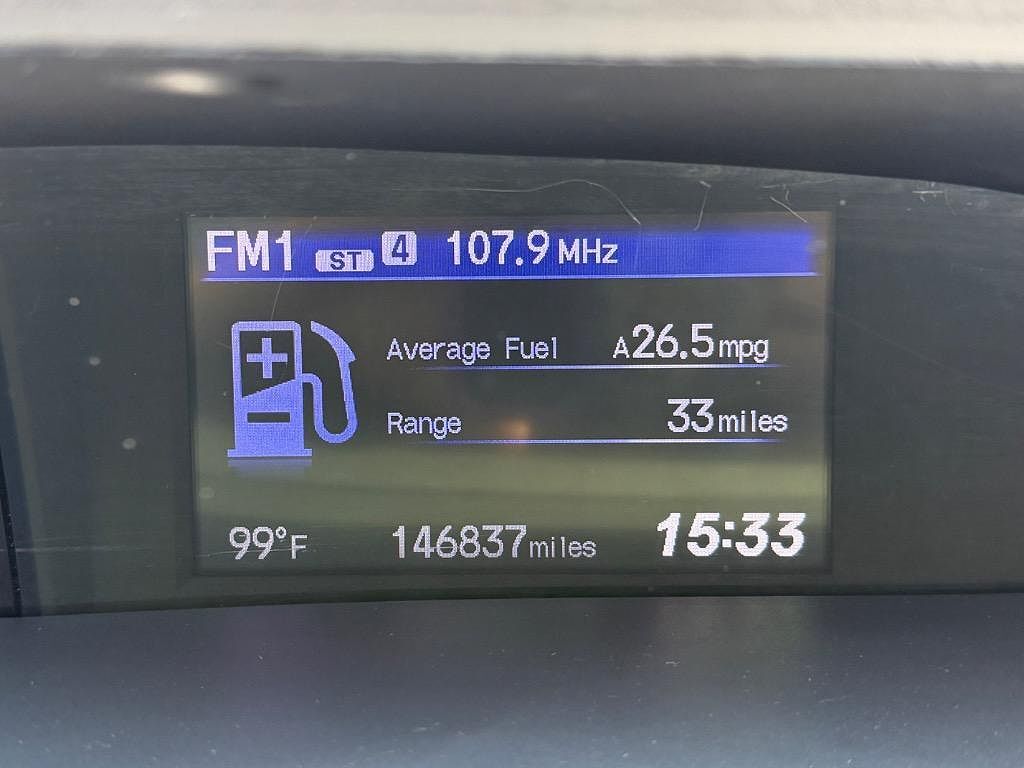 FM1 ST 4 107.9 MHz
Average Fuel A26.5mpg
Range 33miles
99°F 146837miles 15:33